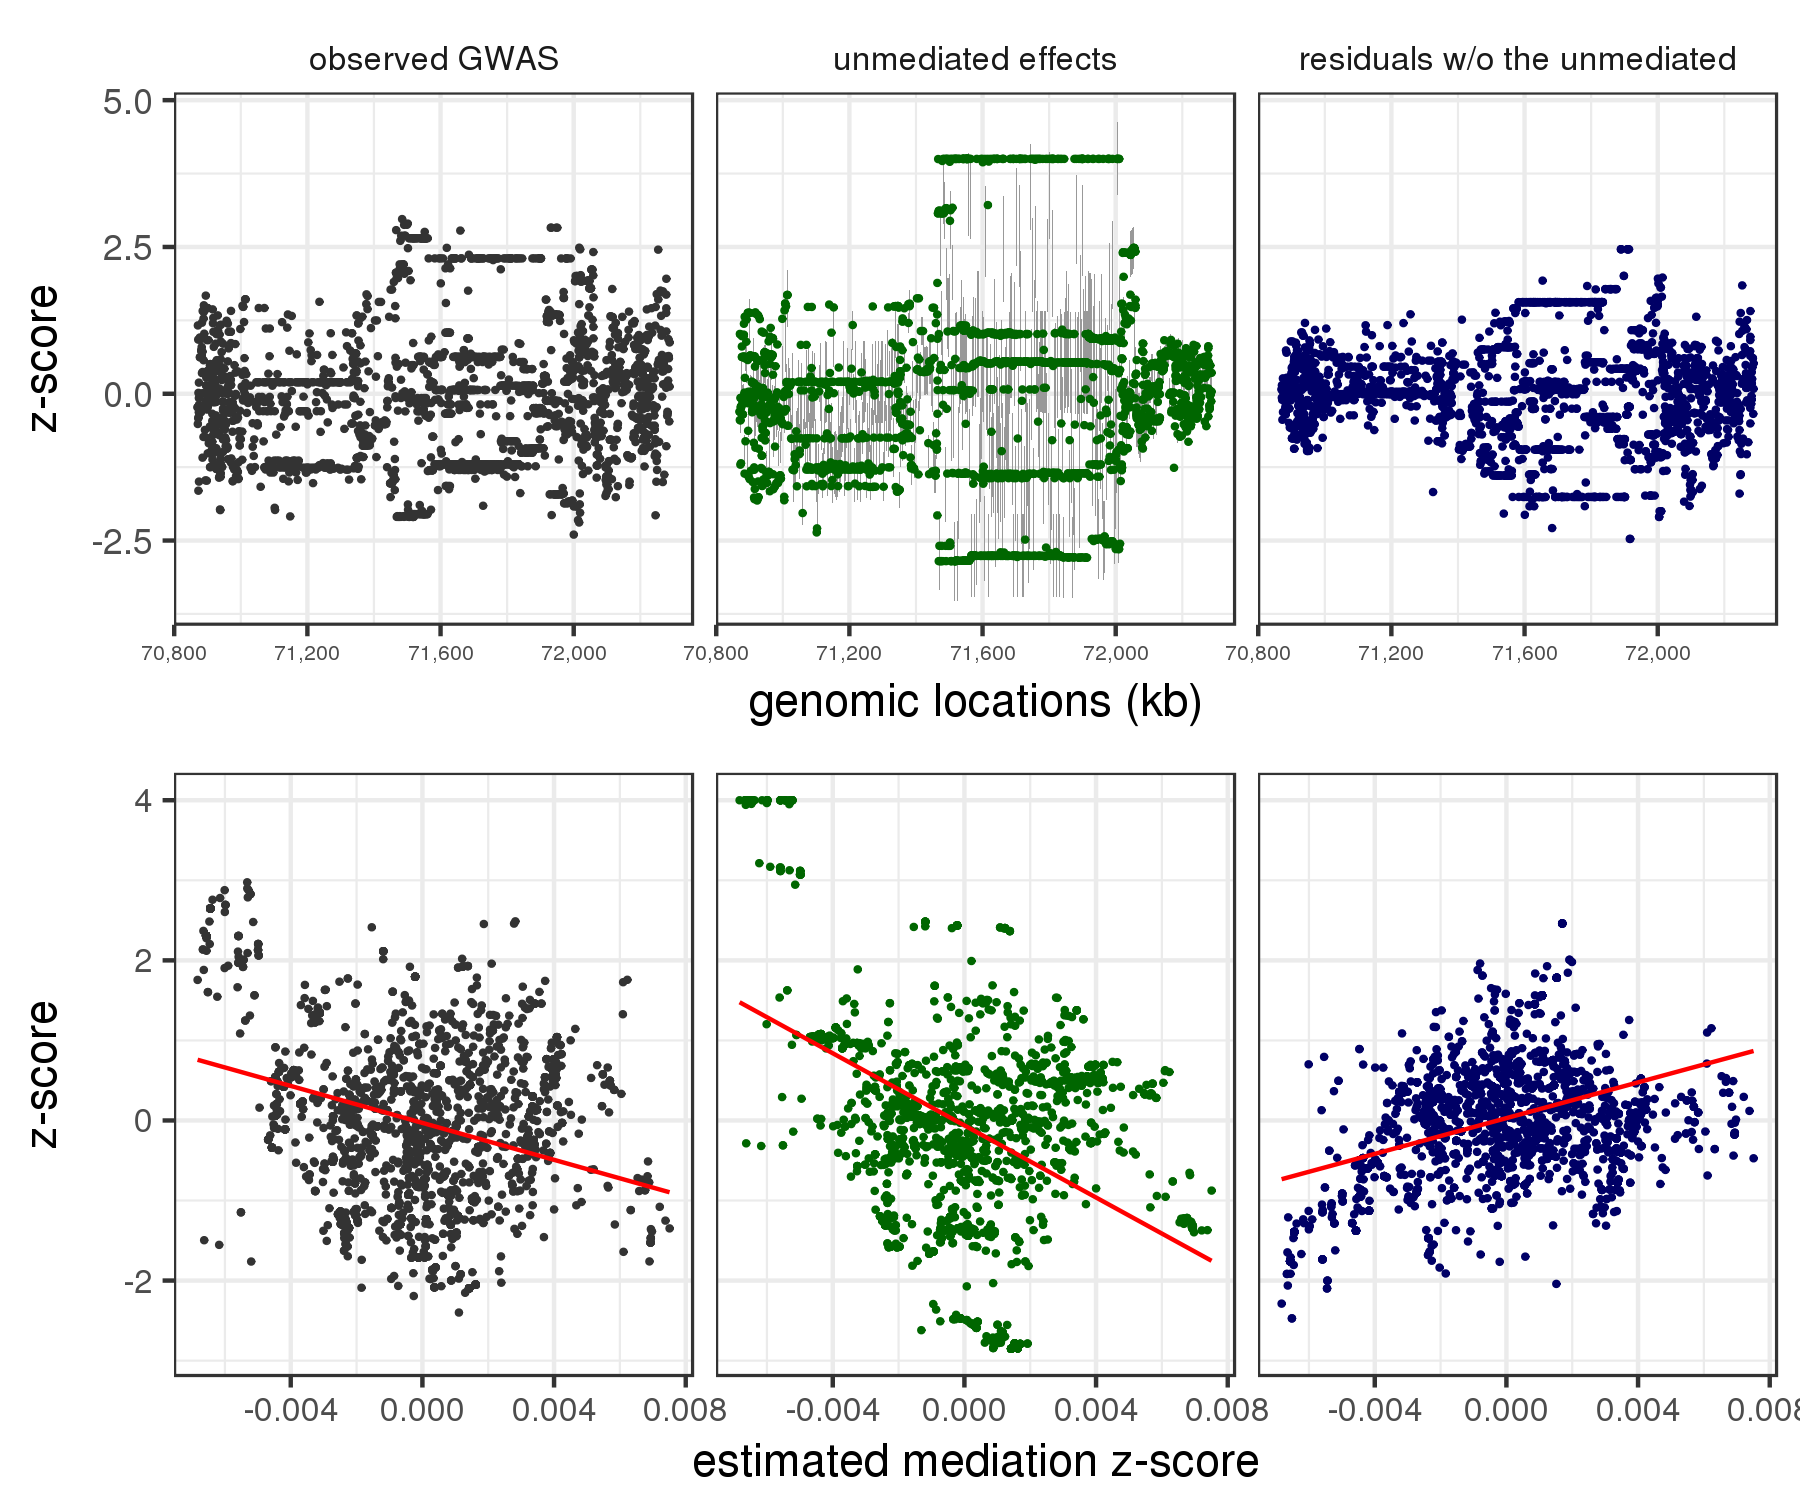 observed GWAS unmediated effects residuals w/o the unmediated
5.0
2.5
0.0
-2.5
z-score
70,800 71,200 71,600 72,000 70,800 71,200 71,600 72,000 70,800 71,200 71,600 72,000
genomic locations (kb)
4
2
0
-2
z-score
-0.004 0.000 0.004 0.008 -0.004 0.000 0.004 0.008 -0.004 0.000 0.004 0.008
estimated mediation z-score